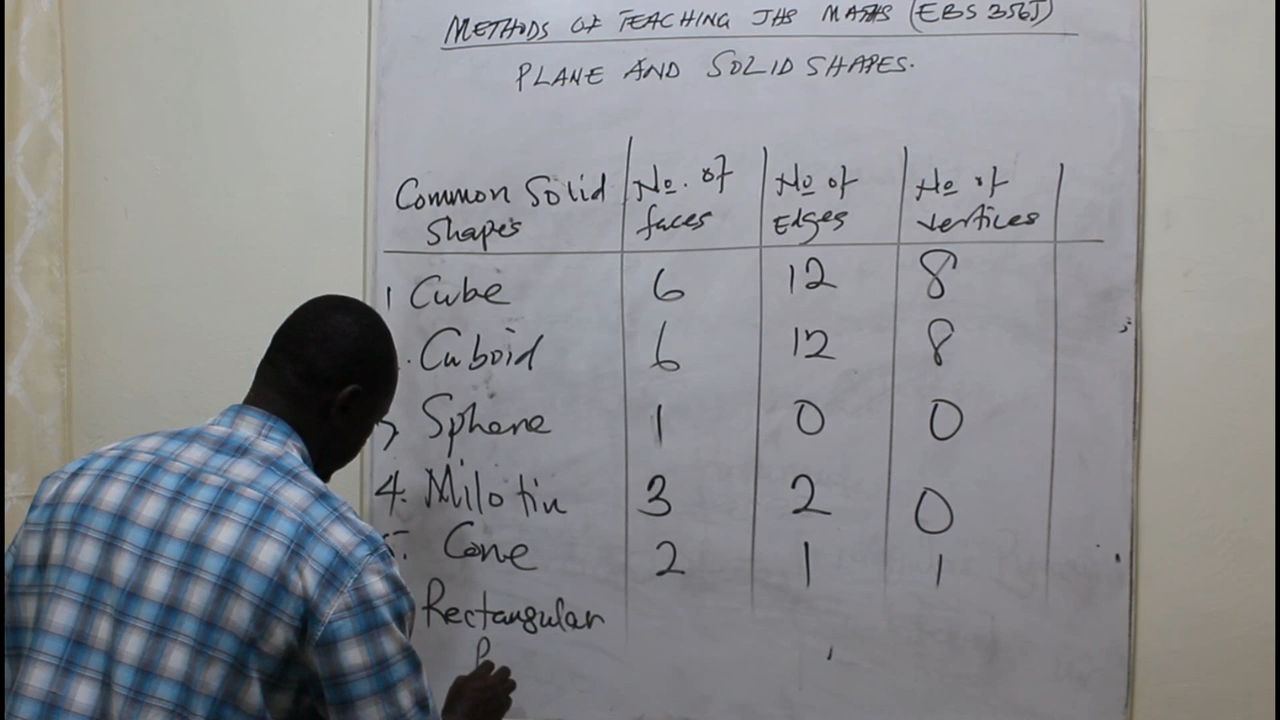 METHODS OF TEACHING JHS MATHS (EBS 356J)
PLANE AND SOLID SHAPES.
Common Solid Shapes | No. of faces | No of Edges | No of vertices
1 Cube 6 12 8
. Cuboid 6 12 8
3 Sphere 1 0 0
4. Milo tin 3 2 0
5. Cone 2 1 1
Rectangular
P